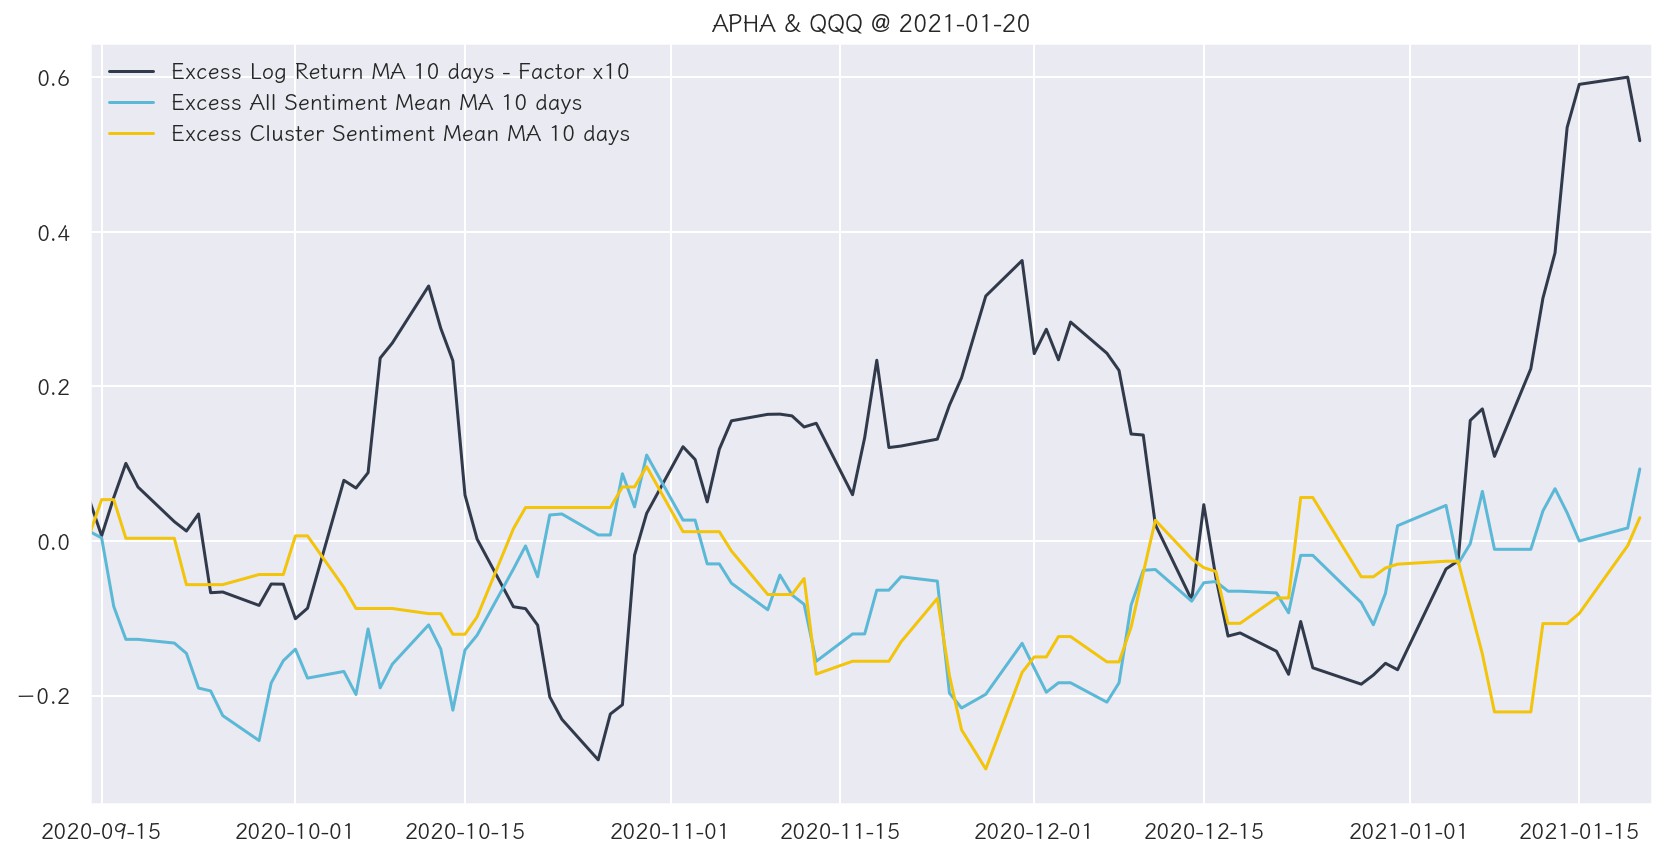 APHA & QQQ @ 2021-01-20
Excess Log Return MA 10 days - Factor x10
Excess All Sentiment Mean MA 10 days
Excess Cluster Sentiment Mean MA 10 days
0.6
0.4
0.2
0.0
−0.2
2020-09-15 2020-10-01 2020-10-15 2020-11-01 2020-11-15 2020-12-01 2020-12-15 2021-01-01 2021-01-15